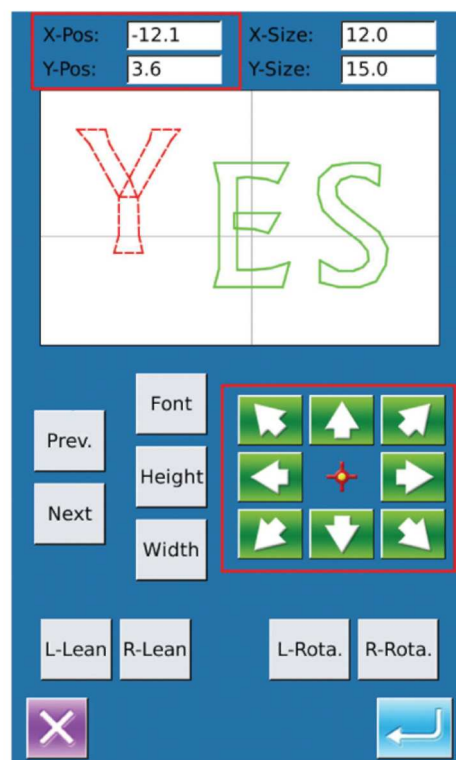 X-Pos: -12.1 X-Size: 12.0
Y-Pos: 3.6 Y-Size: 15.0
YES
Font
Prev.
Height
Next
Width
L-Lean R-Lean L-Rota. R-Rota.